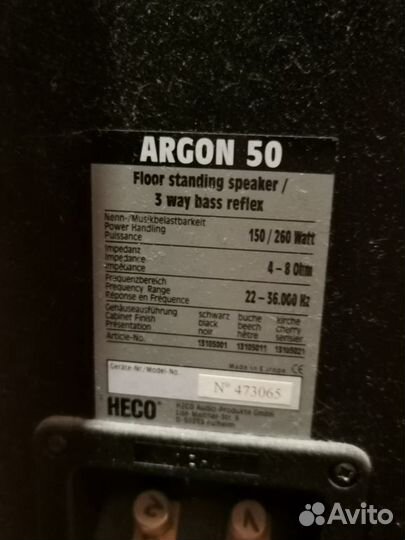 ARGON 50
Floor standing speaker /
3 way bass reflex
Nenn-/Musikbelastbarkeit
Power Handling
Puissance
150 / 260 Watt
Impedanz
Impedance
Impédance
4 – 8 Ohm
Frequenzbereich
Frequency Range
Réponse en Fréquence
22 – 36.000 Hz
Gehäuseausführung schwarz buche kirche
Cabinet Finish black beech cherry
Présentation noir hêtre
Article-No. 13105001 13105011 13105021
Geräte-Nr/Model-No. Made in Europe CE
N° 473065
HECO
HECO Audio Produkte GmbH
Avito